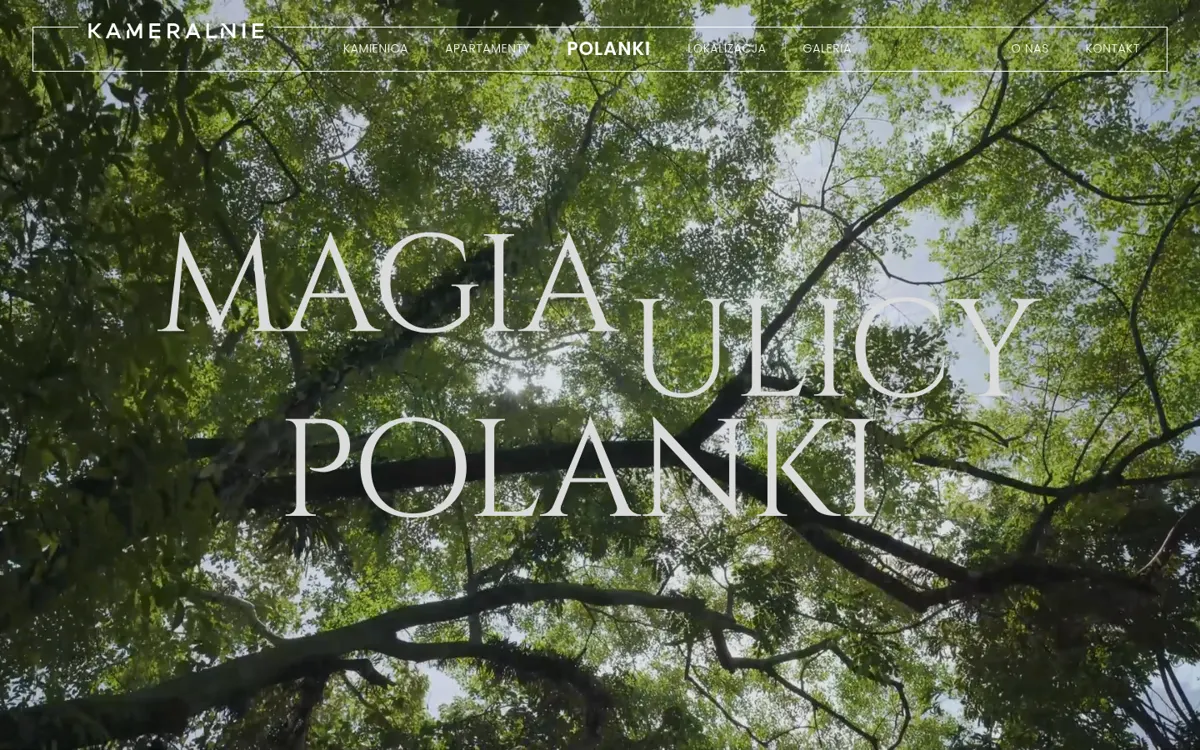 KAMERALNIE
KAMIENICA APARTAMENTY POLANKI LOKALIZACJA GALERIA O NAS KONTAKT
MAGIA
ULICY
POLANKI